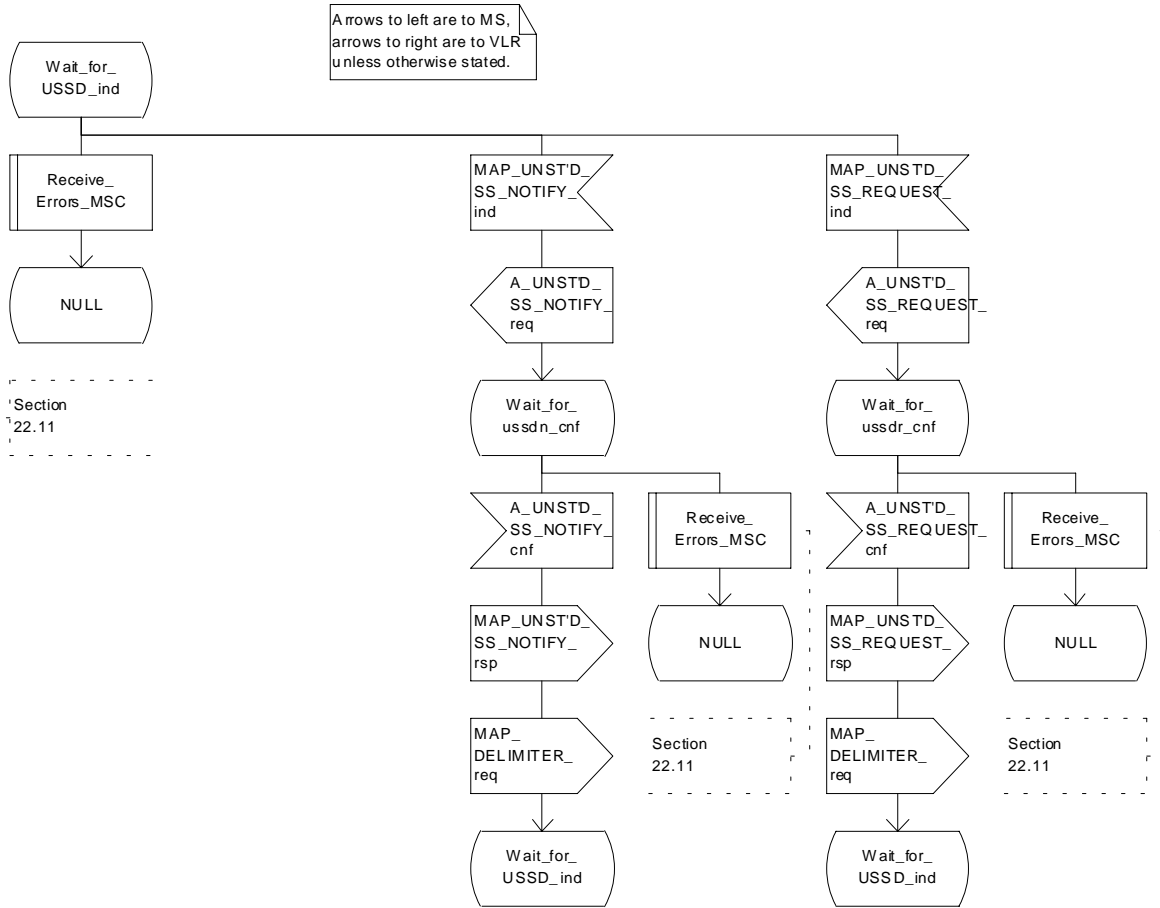 Arrows to left are to MS,
arrows to right are to VLR
unless otherwise stated.
Wait_for_
USSD_ind
Receive_
Errors_MSC
NULL
Section
22.11
MAP_UNST'D_
SS_NOTIFY_
ind
A_UNST'D_
SS_NOTIFY_
req
Wait_for_
ussdn_cnf
A_UNST'D_
SS_NOTIFY_
cnf
MAP_UNST'D_
SS_NOTIFY_
rsp
MAP_
DELIMITER_
req
Wait_for_
USSD_ind
Receive_
Errors_MSC
NULL
Section
22.11
MAP_UNST'D_
SS_REQUEST_
ind
A_UNST'D_
SS_REQUEST_
req
Wait_for_
ussdr_cnf
A_UNST'D_
SS_REQUEST_
cnf
MAP_UNST'D_
SS_REQUEST_
rsp
MAP_
DELIMITER_
req
Wait_for_
USSD_ind
Receive_
Errors_MSC
NULL
Section
22.11